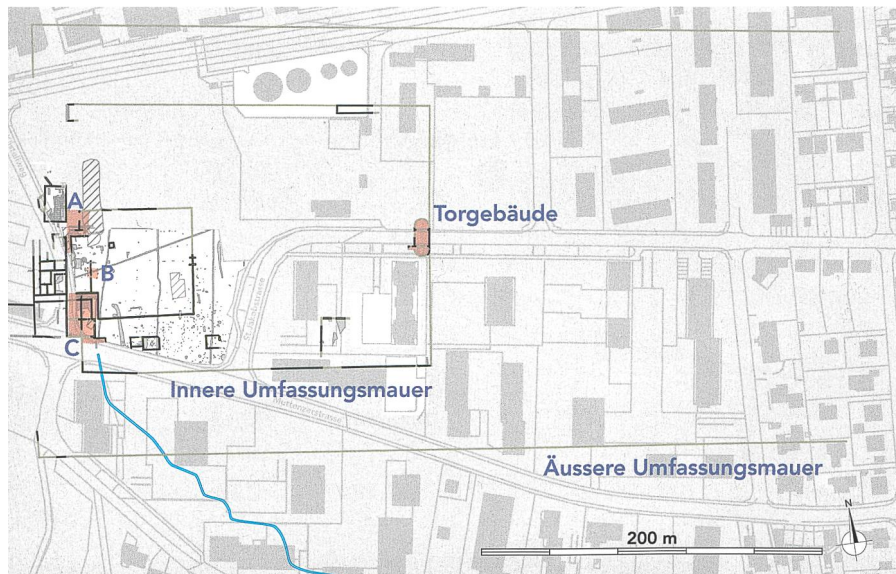 A
Torgebäude
B
C
Innere Umfassungsmauer
Äussere Umfassungsmauer
200 m
N